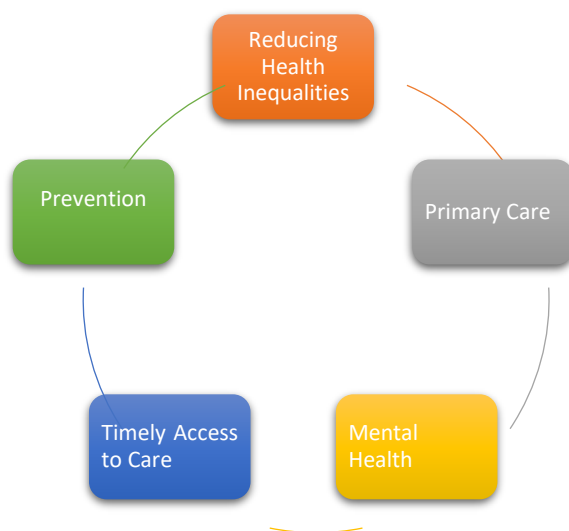 Reducing
Health
Inequalities
Prevention
Primary Care
Timely Access
to Care
Mental
Health